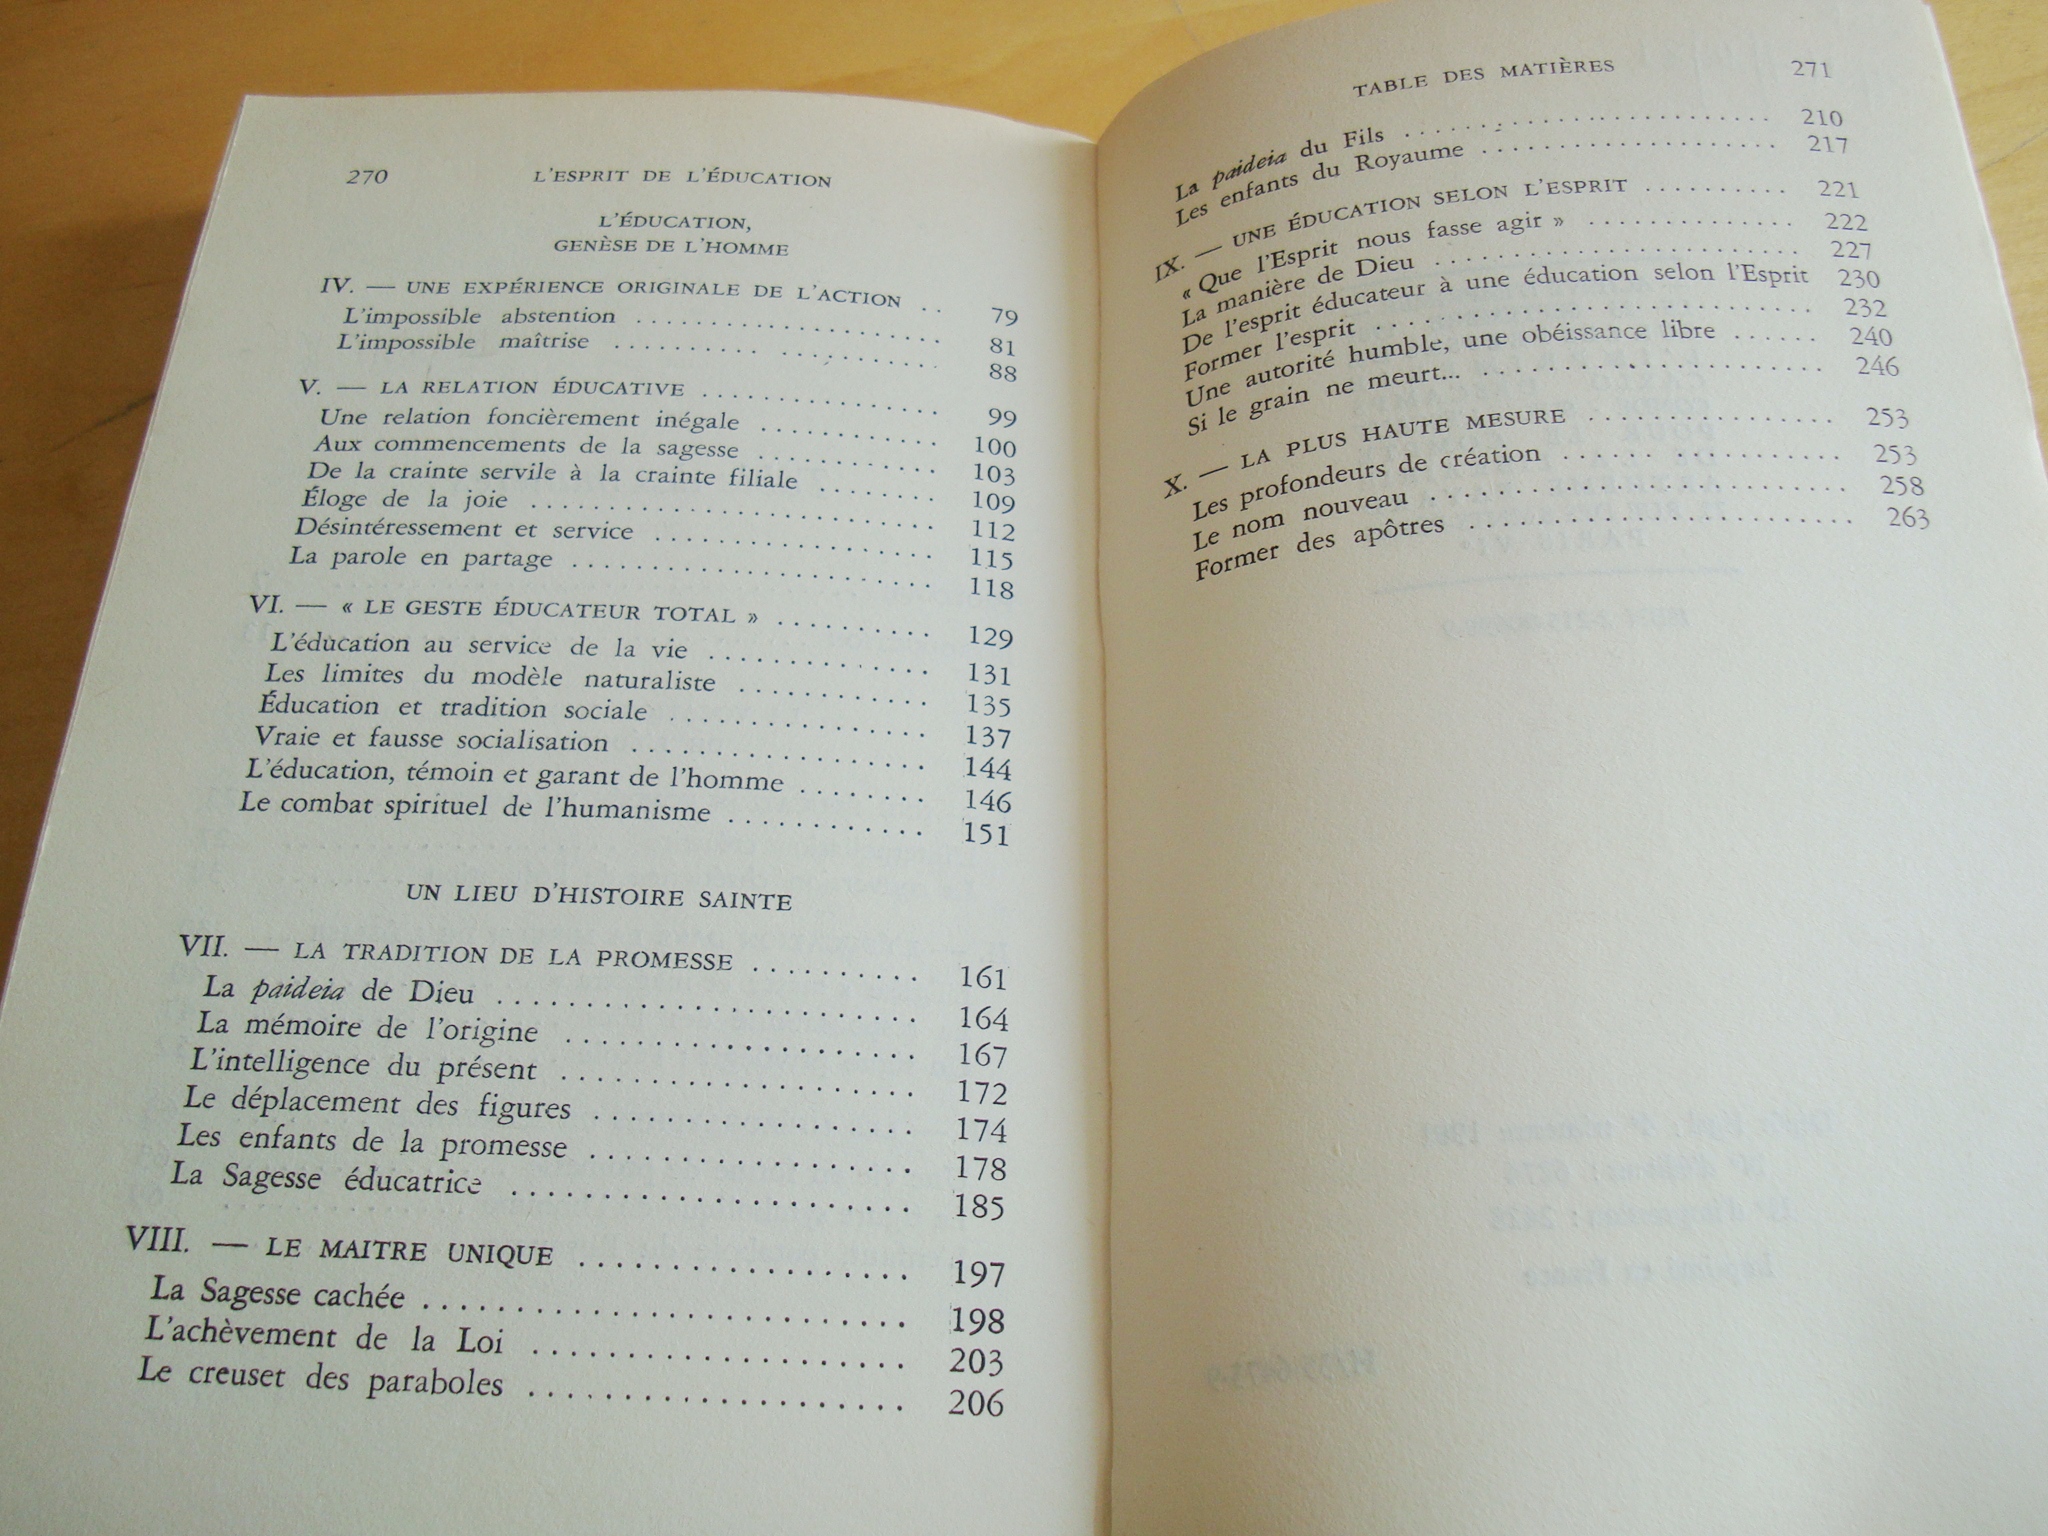 270 L'ESPRIT DE L'ÉDUCATION
L'ÉDUCATION,
GENÈSE DE L'HOMME
IV. — UNE EXPÉRIENCE ORIGINALE DE L'ACTION . . 79
L'impossible abstention . . . . . . . . . . . . . . . . . . . . 81
L'impossible maîtrise . . . . . . . . . . . . . . . . . . . . 88
V. — LA RELATION ÉDUCATIVE . . . . . . . . . . . . . . . . 99
Une relation foncièrement inégale . . . . . . . . . . . . 100
Aux commencements de la sagesse . . . . . . . . . . . . 103
De la crainte servile à la crainte filiale . . . . . . . . 109
Éloge de la joie . . . . . . . . . . . . . . . . . . . . . . . . . 112
Désintéressement et service . . . . . . . . . . . . . . . . . 115
La parole en partage . . . . . . . . . . . . . . . . . . . . . . 118
VI. — « LE GESTE ÉDUCATEUR TOTAL » . . . . . . . . . . 129
L'éducation au service de la vie . . . . . . . . . . . . . . 131
Les limites du modèle naturaliste . . . . . . . . . . . . 135
Éducation et tradition sociale . . . . . . . . . . . . . . . . 137
Vraie et fausse socialisation . . . . . . . . . . . . . . . . . 144
L'éducation, témoin et garant de l'homme . . . . . . . . 146
Le combat spirituel de l'humanisme . . . . . . . . . . . . 151
UN LIEU D'HISTOIRE SAINTE
VII. — LA TRADITION DE LA PROMESSE . . . . . . . . . . 161
La paideia de Dieu . . . . . . . . . . . . . . . . . . . . . . . 164
La mémoire de l'origine . . . . . . . . . . . . . . . . . . . 167
L'intelligence du présent . . . . . . . . . . . . . . . . . . . 172
Le déplacement des figures . . . . . . . . . . . . . . . . . 174
Les enfants de la promesse . . . . . . . . . . . . . . . . . 178
La Sagesse éducatrice . . . . . . . . . . . . . . . . . . . . . 185
VIII. — LE MAITRE UNIQUE . . . . . . . . . . . . . . . . . . 197
La Sagesse cachée . . . . . . . . . . . . . . . . . . . . . . . . 198
L'achèvement de la Loi . . . . . . . . . . . . . . . . . . . . 203
Le creuset des paraboles . . . . . . . . . . . . . . . . . . . 206
TABLE DES MATIÈRES 271
La paideia du Fils . . . . . . . . . . . . . . . . . . . . . . . . 210
Les enfants du Royaume . . . . . . . . . . . . . . . . . . . 217
IX. — UNE ÉDUCATION SELON L'ESPRIT . . . . . . . . . . 221
« Que l'Esprit nous fasse agir » . . . . . . . . . . . . . . 222
La manière de Dieu . . . . . . . . . . . . . . . . . . . . . . . 227
De l'esprit éducateur à une éducation selon l'Esprit 230
Former l'esprit . . . . . . . . . . . . . . . . . . . . . . . . . . 232
Une autorité humble, une obéissance libre . . . . . . 240
Si le grain ne meurt... . . . . . . . . . . . . . . . . . . . . . 246
X. — LA PLUS HAUTE MESURE . . . . . . . . . . . . . . . . 253
Les profondeurs de création . . . . . . . . . . . . . . . . . 253
Le nom nouveau . . . . . . . . . . . . . . . . . . . . . . . . . 258
Former des apôtres . . . . . . . . . . . . . . . . . . . . . . . 263